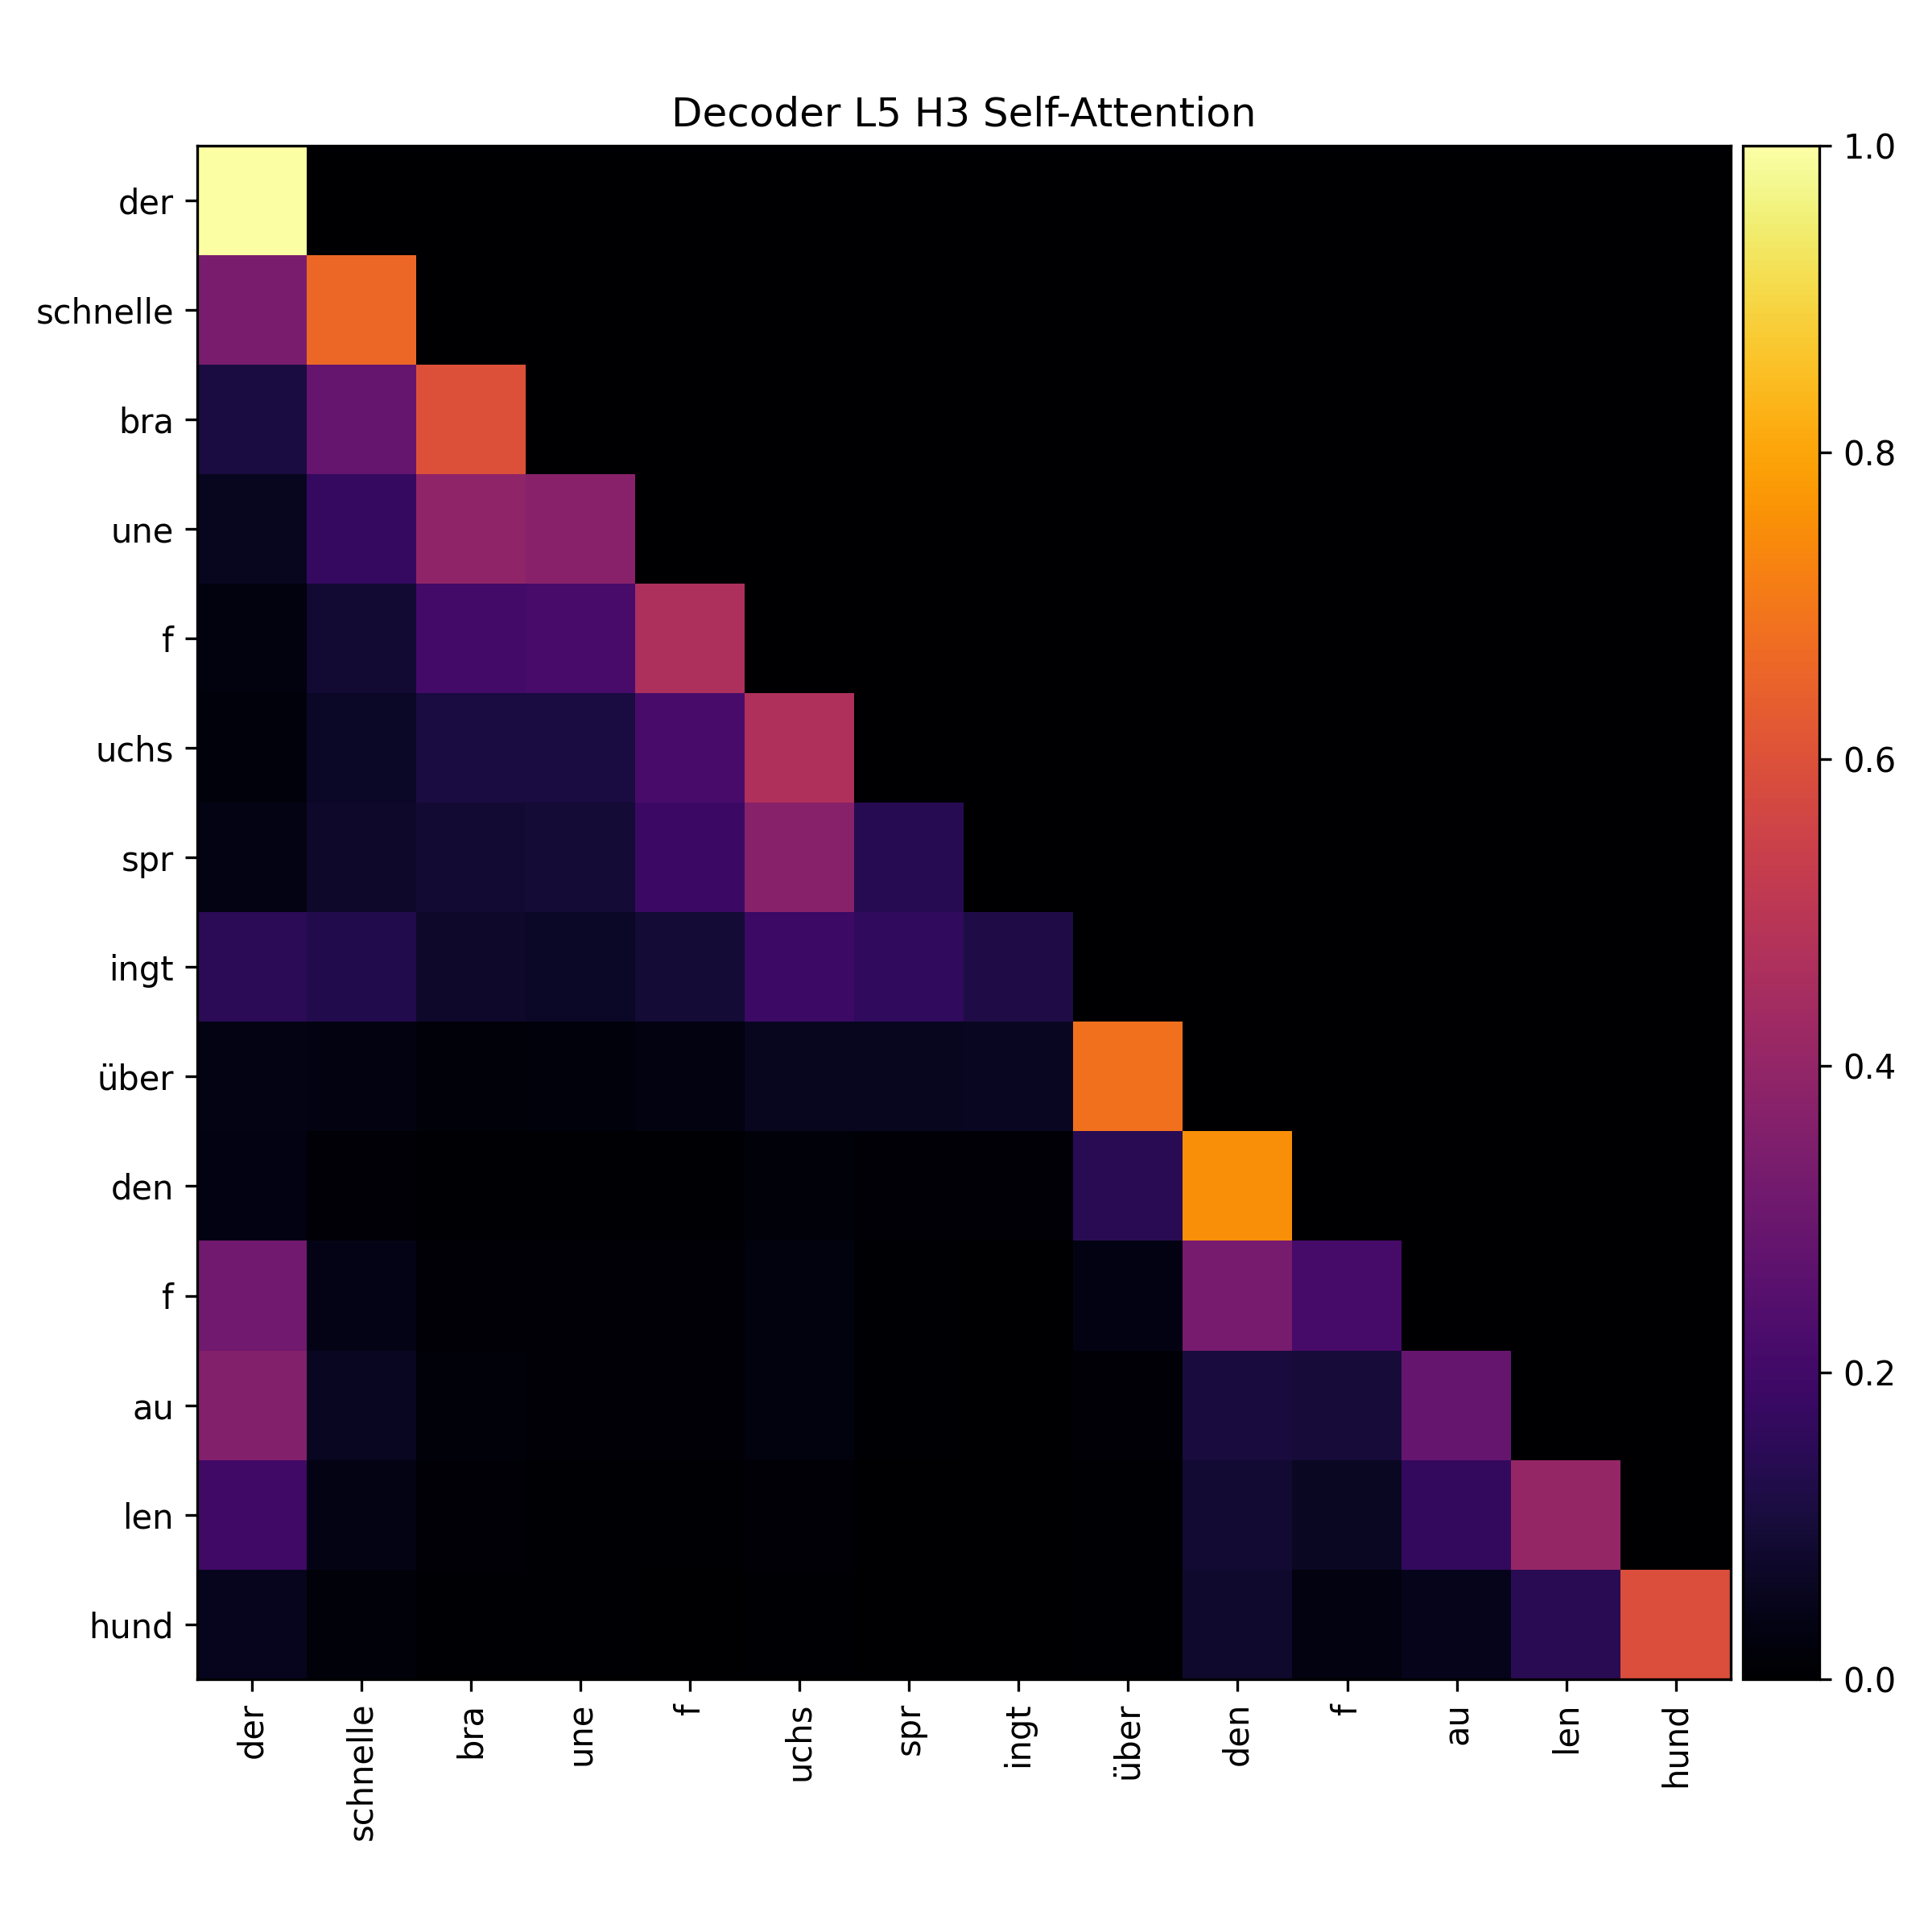 Decoder L5 H3 Self-Attention
der
schnelle
bra
une
f
uchs
spr
ingt
über
den
f
au
len
hund
der
schnelle
bra
une
f
uchs
spr
ingt
über
den
f
au
len
hund
1.0
0.8
0.6
0.4
0.2
0.0